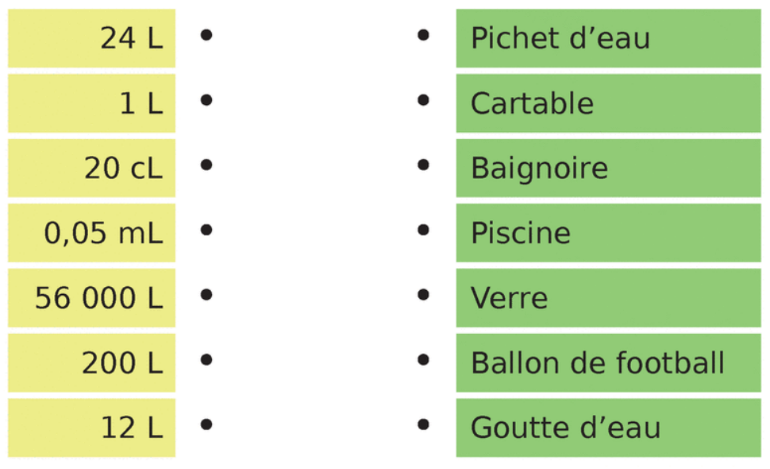 24 L • • Pichet d’eau
1 L • • Cartable
20 cL • • Baignoire
0,05 mL • • Piscine
56 000 L • • Verre
200 L • • Ballon de football
12 L • • Goutte d’eau